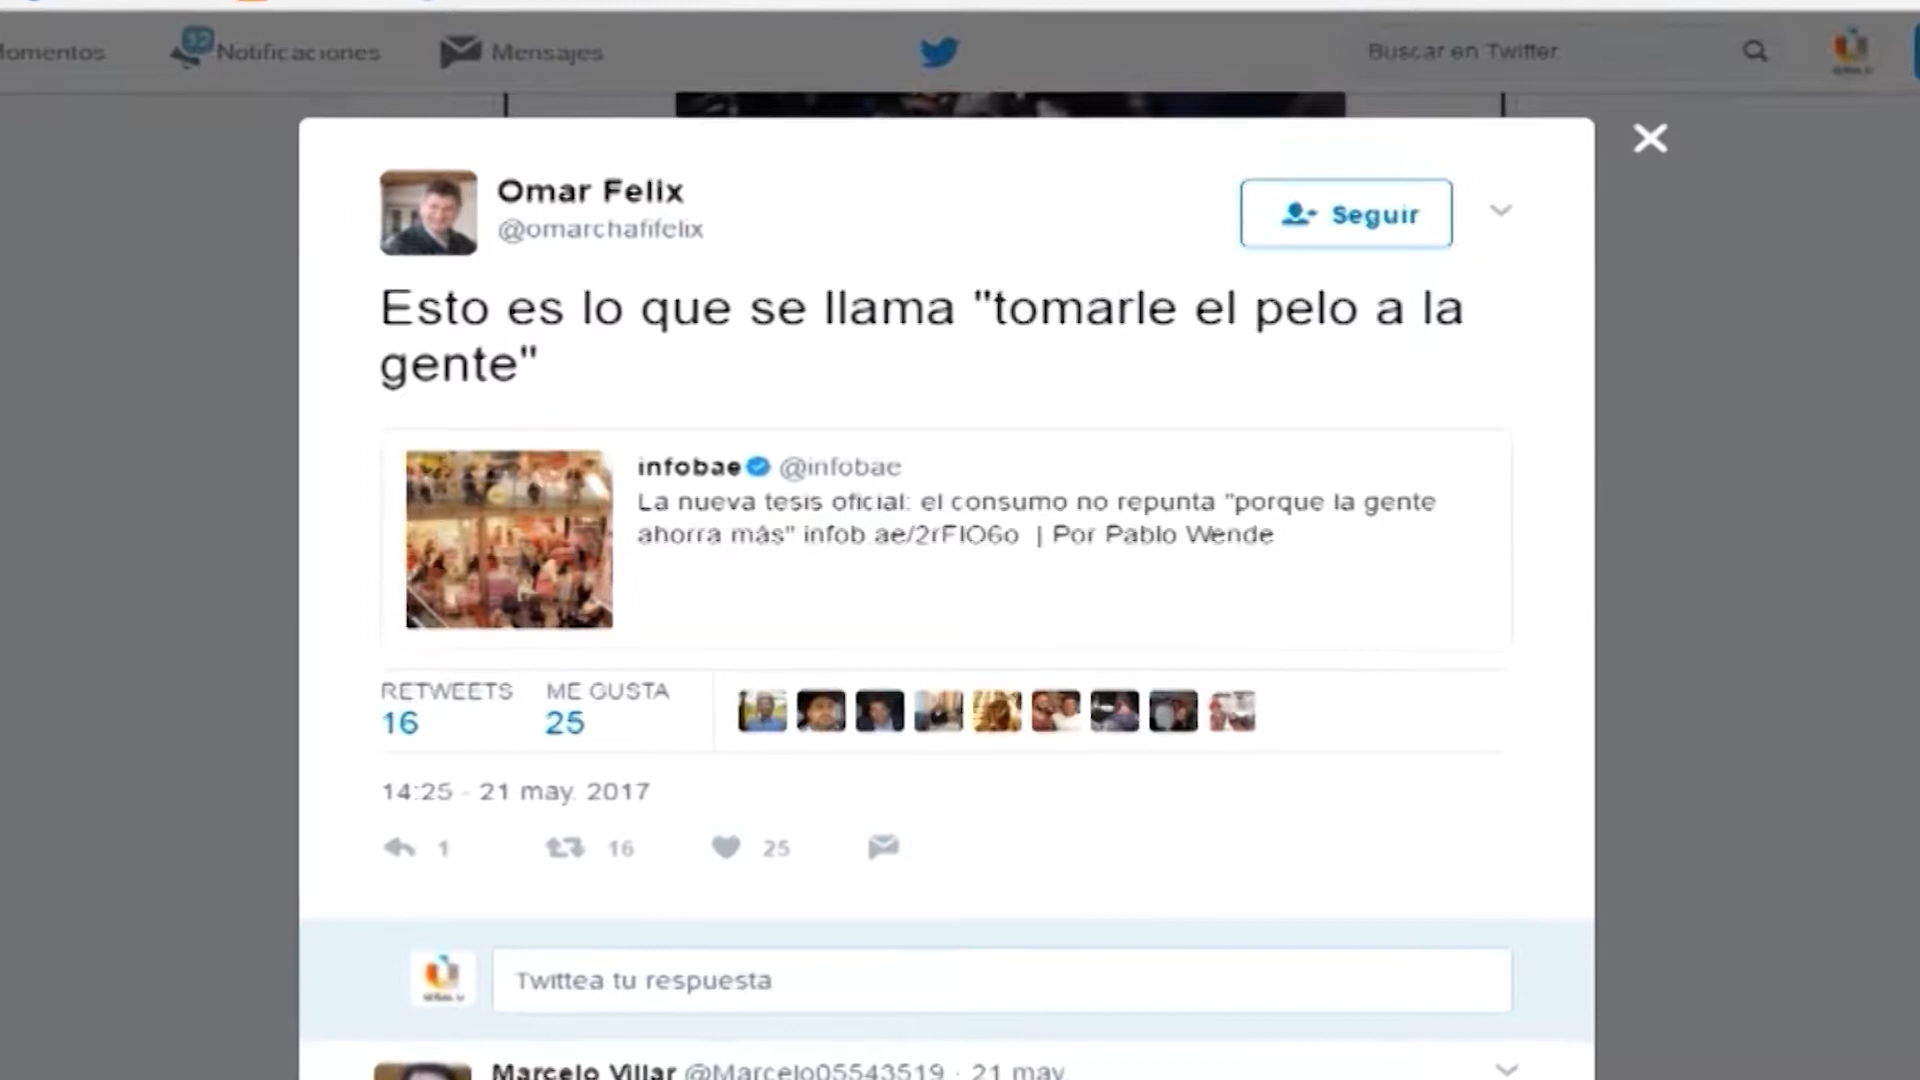 Notificaciones
Mensajes
Buscar en Twitter
Omar Felix
@omarchafifelix
Seguir
Esto es lo que se llama "tomarle el pelo a la
gente"
infobae @infobae
La nueva tesis oficial: el consumo no repunta "porque la gente
ahorra más" infob.ae/2rFIO6o | Por Pablo Wende
RETWEETS ME GUSTA
16 25
14:25 - 21 may. 2017
1 16 25
Twittea tu respuesta
Marcelo Villar @Marcelo05543519 · 21 may.